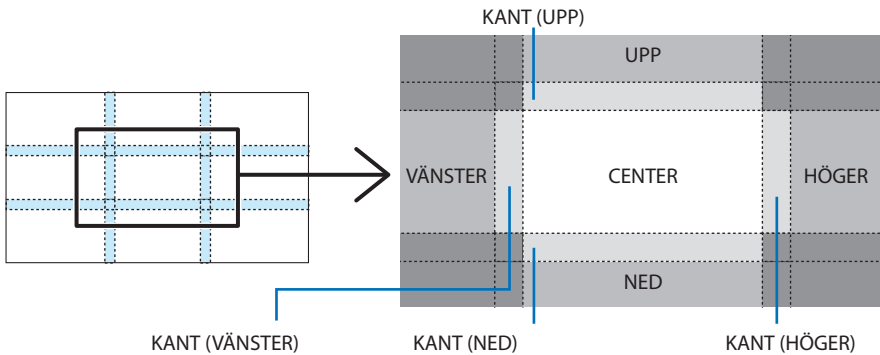 KANT (UPP)
UPP
VÄNSTER
CENTER
HÖGER
NED
KANT (VÄNSTER)
KANT (NED)
KANT (HÖGER)